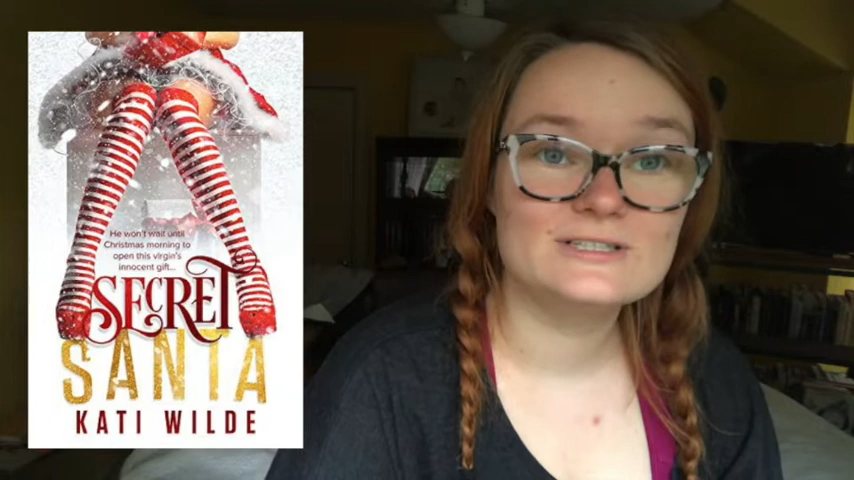 He won't wait until
Christmas morning to
open this virgin's
innocent gift...
SECRET
SANTA
KATI WILDE